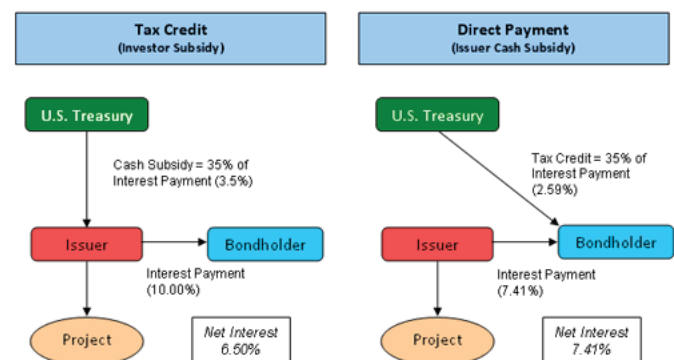 Tax Credit
(Investor Subsidy)
U.S. Treasury
Cash Subsidy = 35% of
Interest Payment (3.5%)
Issuer
Bondholder
Interest Payment
(10.00%)
Project
Net Interest
6.50%
Direct Payment
(Issuer Cash Subsidy)
U.S. Treasury
Tax Credit = 35% of
Interest Payment
(2.59%)
Issuer
Bondholder
Interest Payment
(7.41%)
Project
Net Interest
7.41%